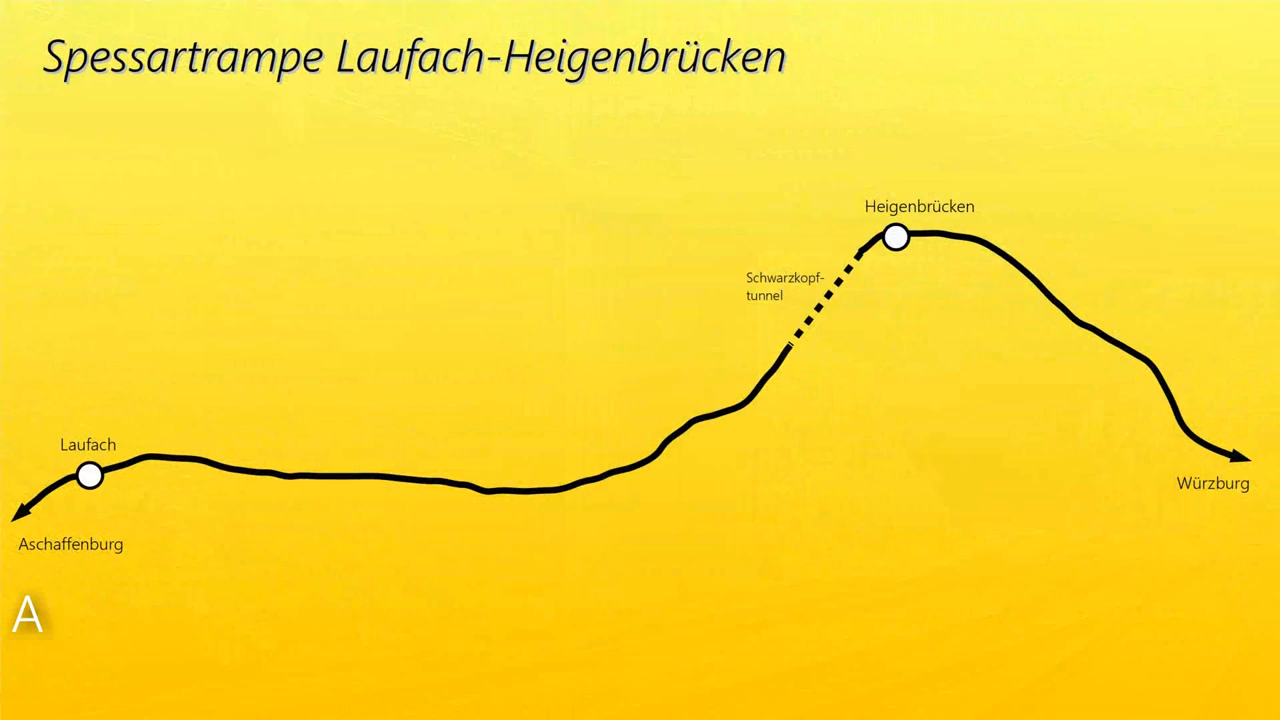 Spessartrampe Laufach-Heigenbrücken
Heigenbrücken
Schwarzkopf-
tunnel
Laufach
Würzburg
Aschaffenburg
A